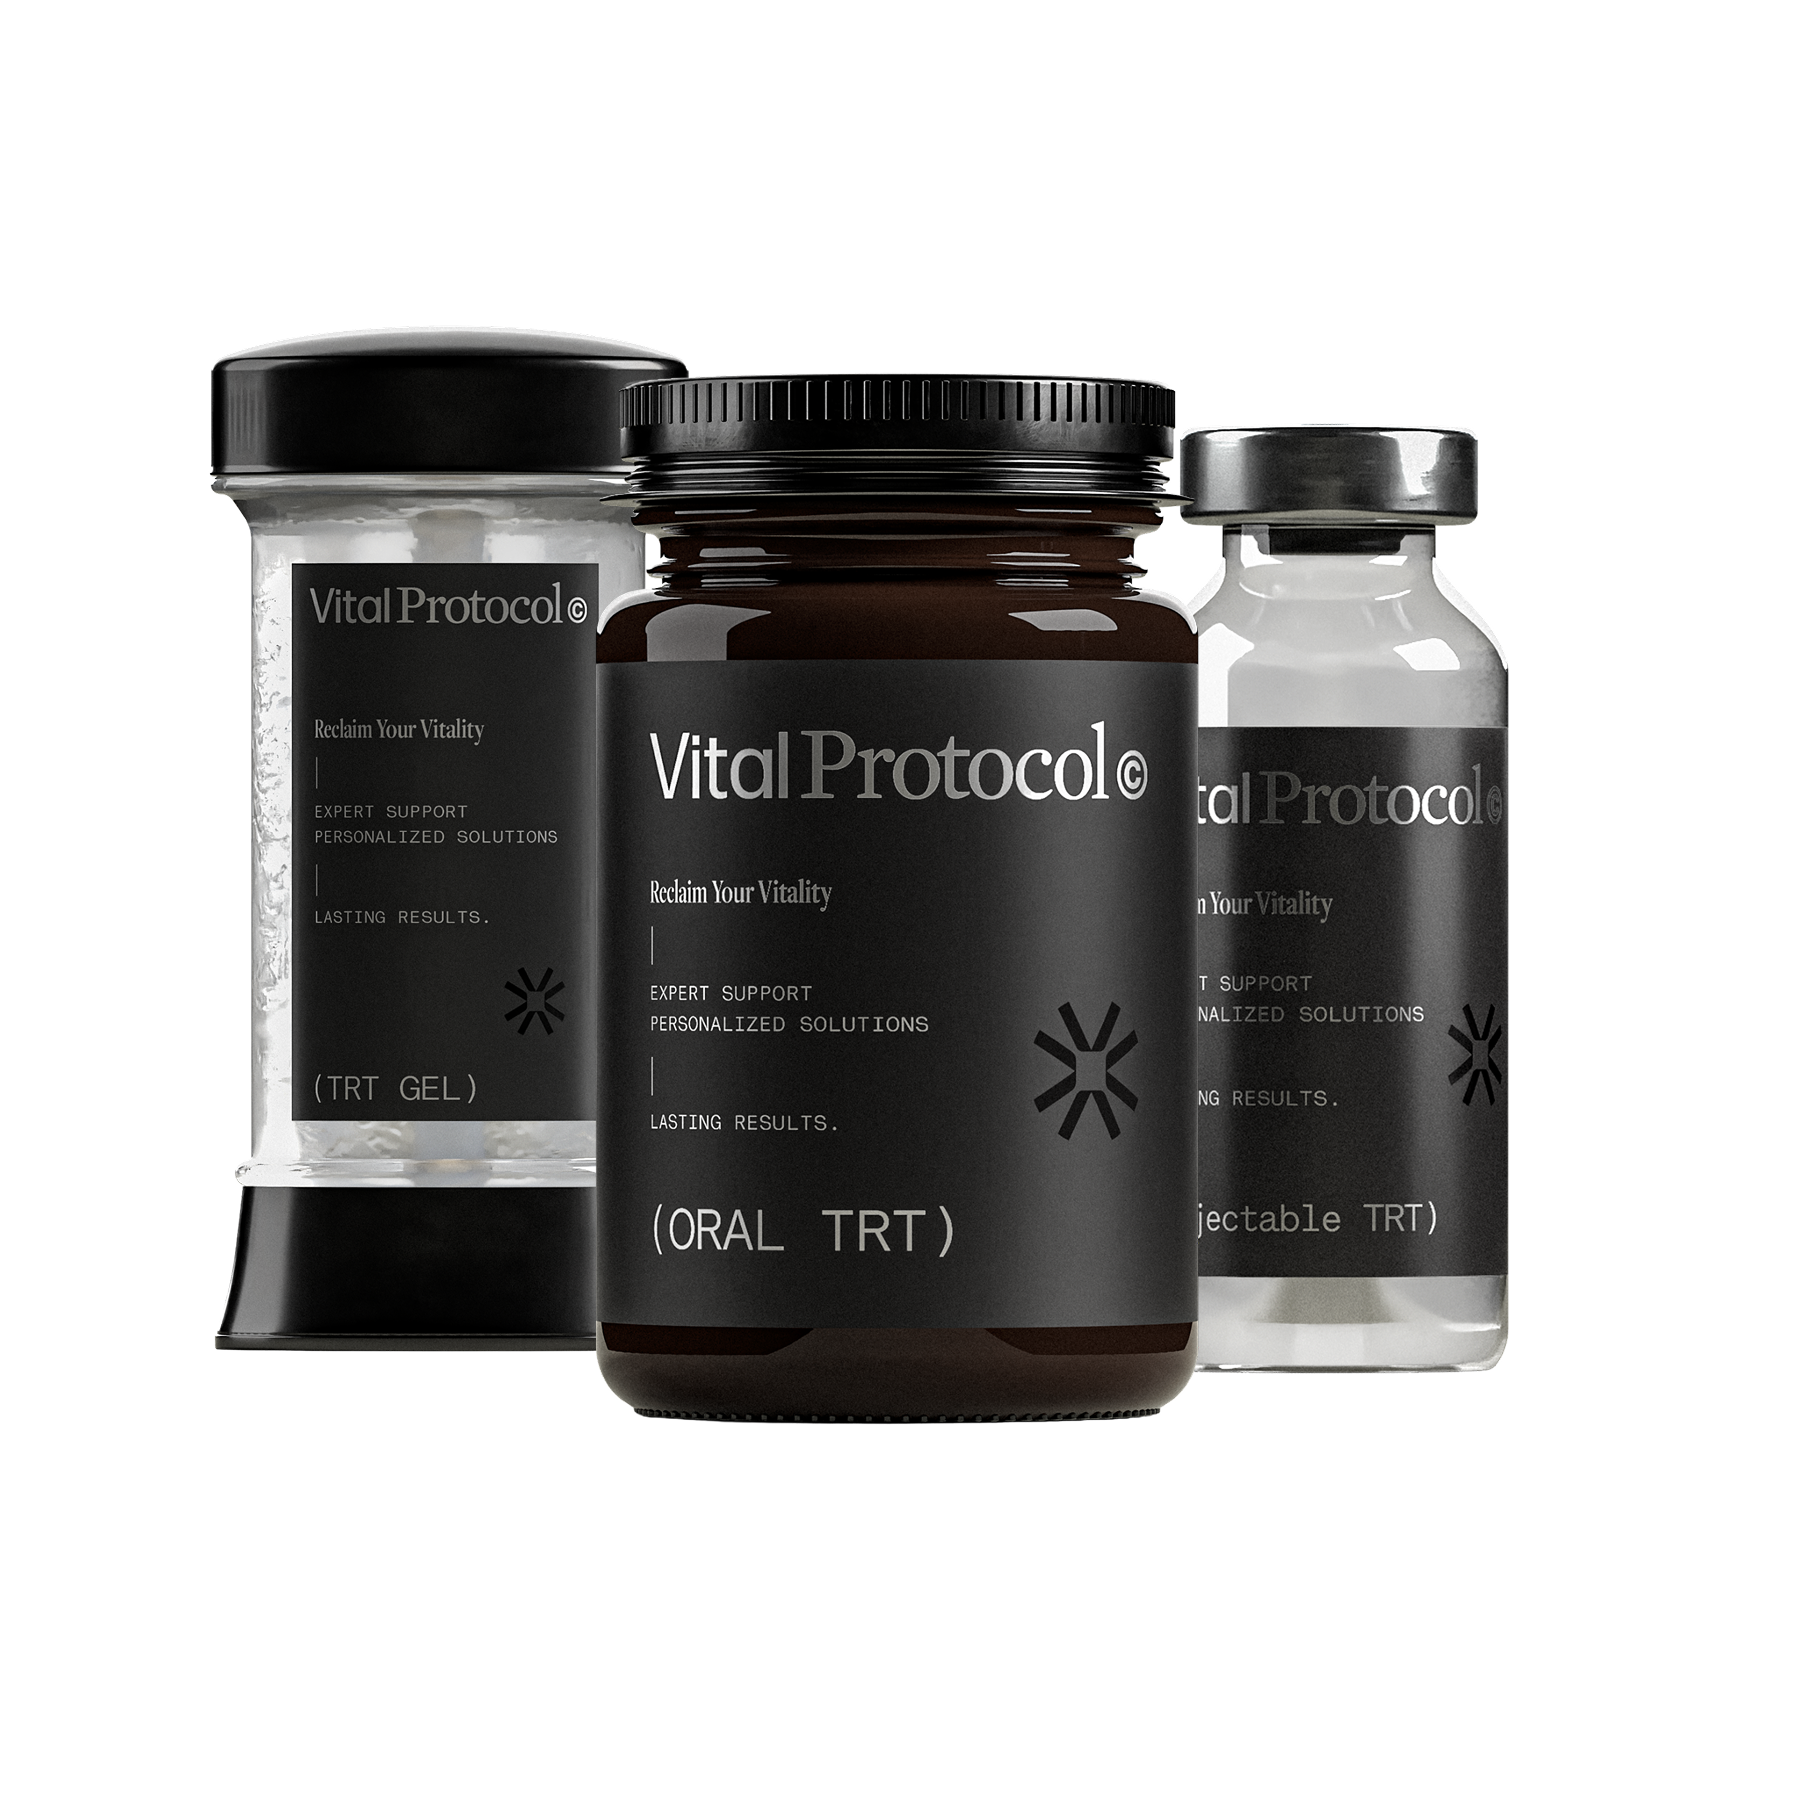 Vital Protocol©
Reclaim Your Vitality
EXPERT SUPPORT
PERSONALIZED SOLUTIONS
LASTING RESULTS.
(TRT GEL)
Vital Protocol©
Reclaim Your Vitality
EXPERT SUPPORT
PERSONALIZED SOLUTIONS
LASTING RESULTS.
(ORAL TRT)
tal Protocol©
m Your Vitality
T SUPPORT
NALIZED SOLUTIONS
NG RESULTS.
jectable TRT)